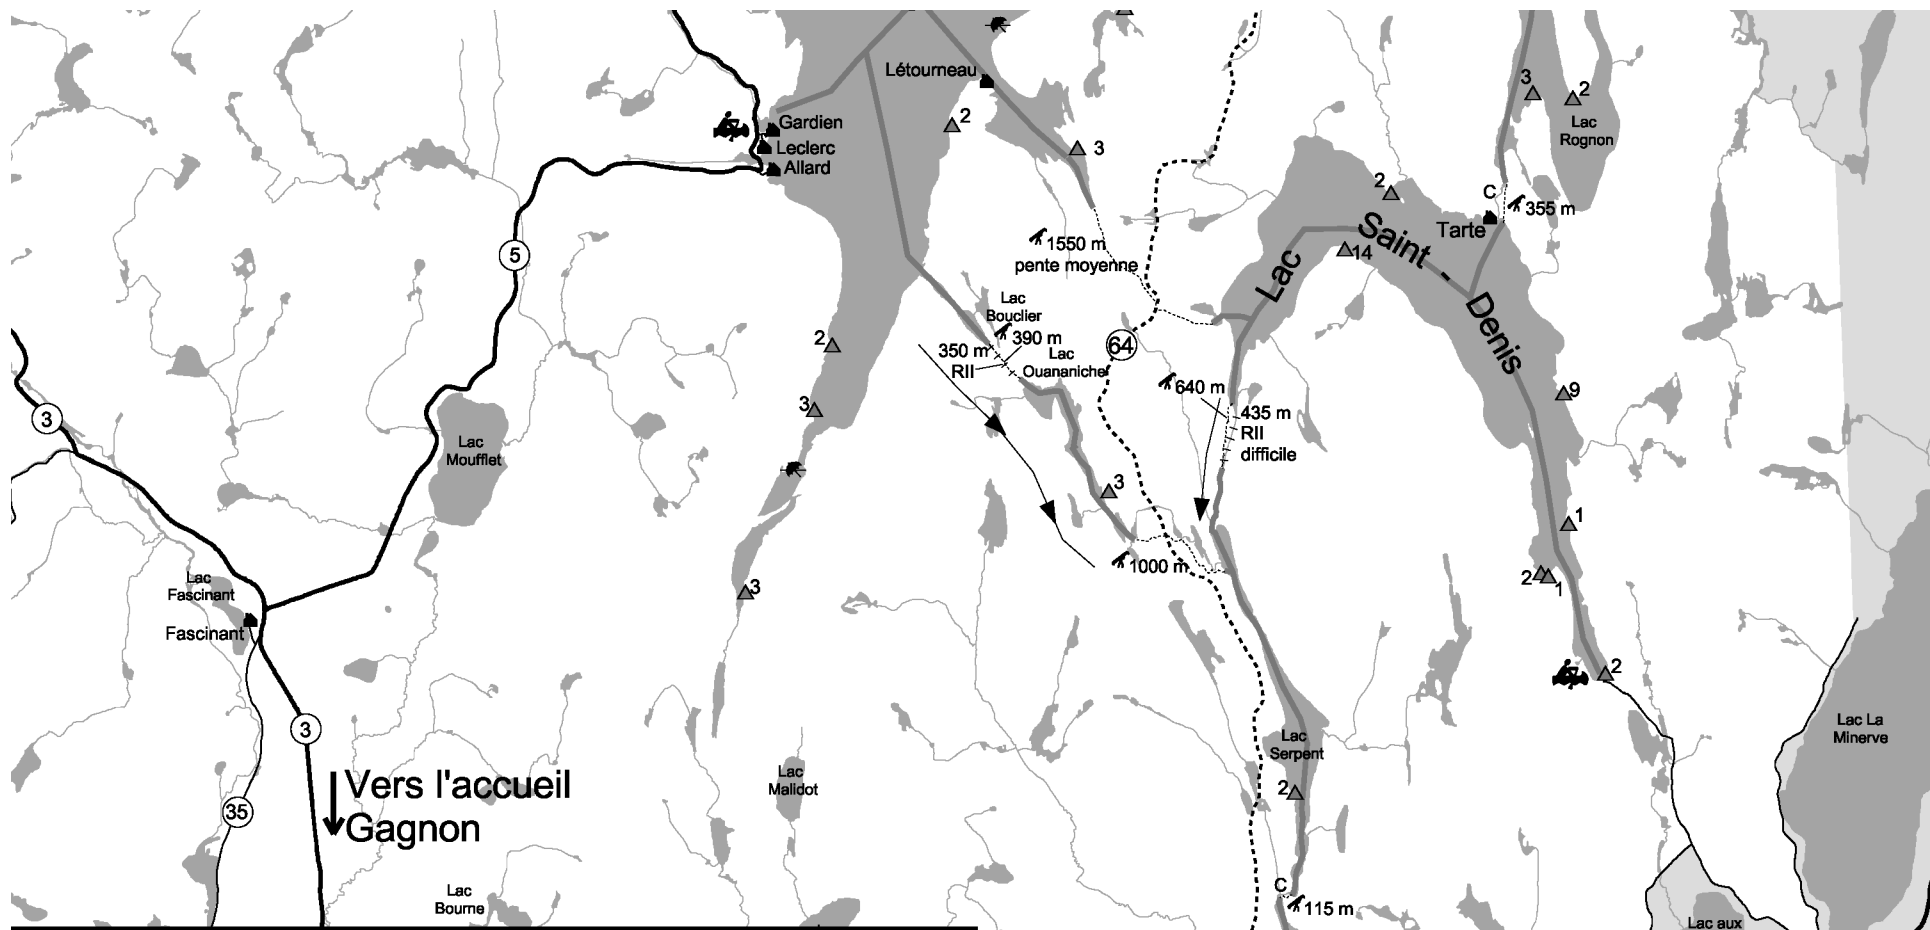 Létourneau
2
3
Gardien
Leclerc
Allard
3
2
Lac
Rognon
2
C
355 m
Tarte
14
Lac Saint - Denis
1550 m
pente moyenne
5
Lac
Bouclier
390 m
350 m
RII
Lac
Ouananiche
64
2
3
640 m
435 m
RII
difficile
9
3
Lac
Moufflet
3
1
1000 m
2
1
3
Lac
Fascinant
Fascinant
2
3
Lac
Serpent
2
Lac La
Minerve
Lac
Malidot
Vers l'accueil
Gagnon
35
Lac
Bourne
C
115 m
Lac aux